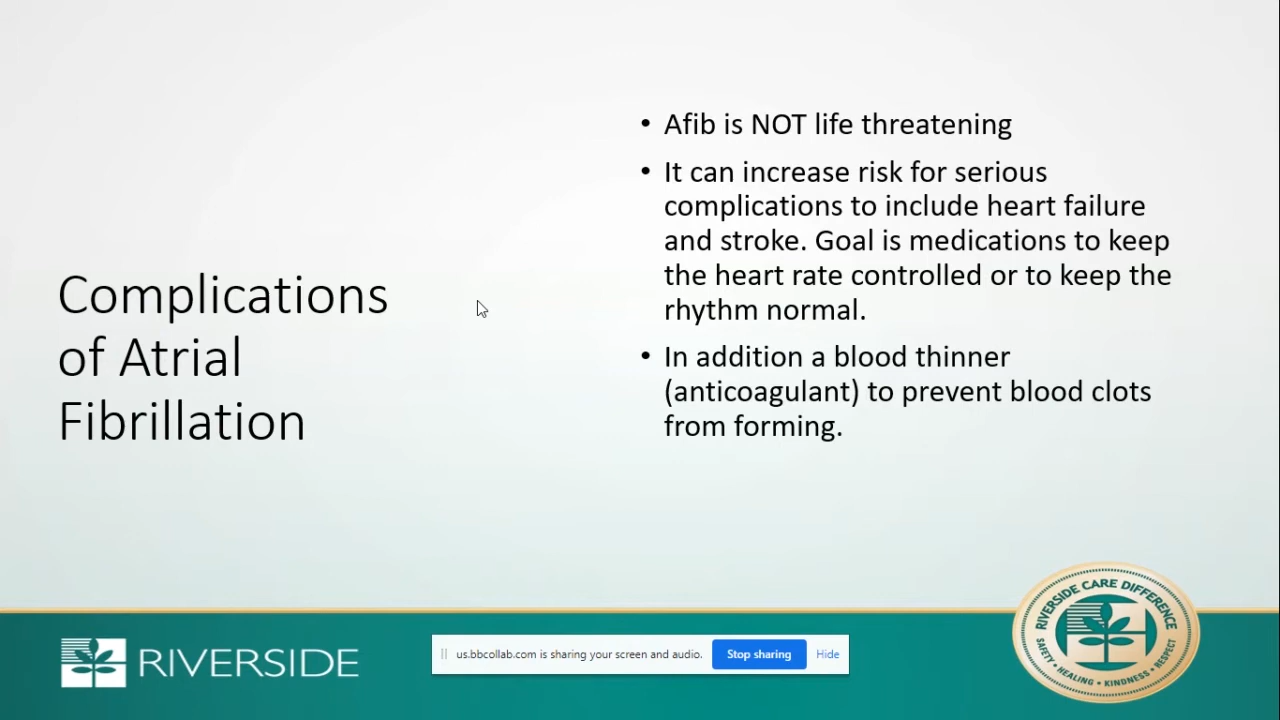 Complications
of Atrial
Fibrillation
• Afib is NOT life threatening
• It can increase risk for serious
complications to include heart failure
and stroke. Goal is medications to keep
the heart rate controlled or to keep the
rhythm normal.
• In addition a blood thinner
(anticoagulant) to prevent blood clots
from forming.
RIVERSIDE
us.bbcollab.com is sharing your screen and audio. Stop sharing Hide
RIVERSIDE CARE DIFFERENCE
SAFETY • HEALING • KINDNESS • RESPECT